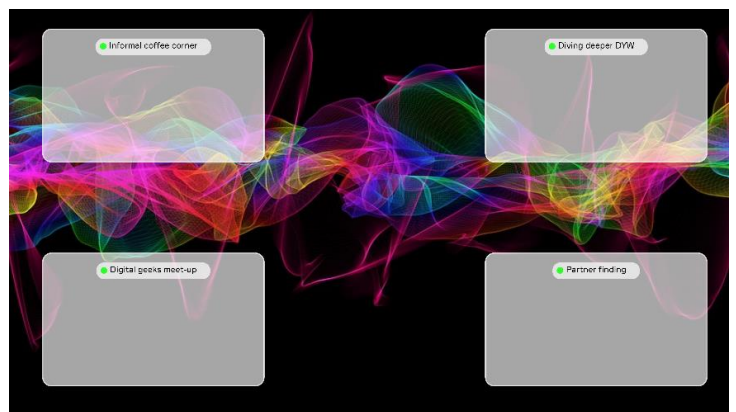 Informal coffee corner
Diving deeper DYW
Digital geeks meet-up
Partner finding